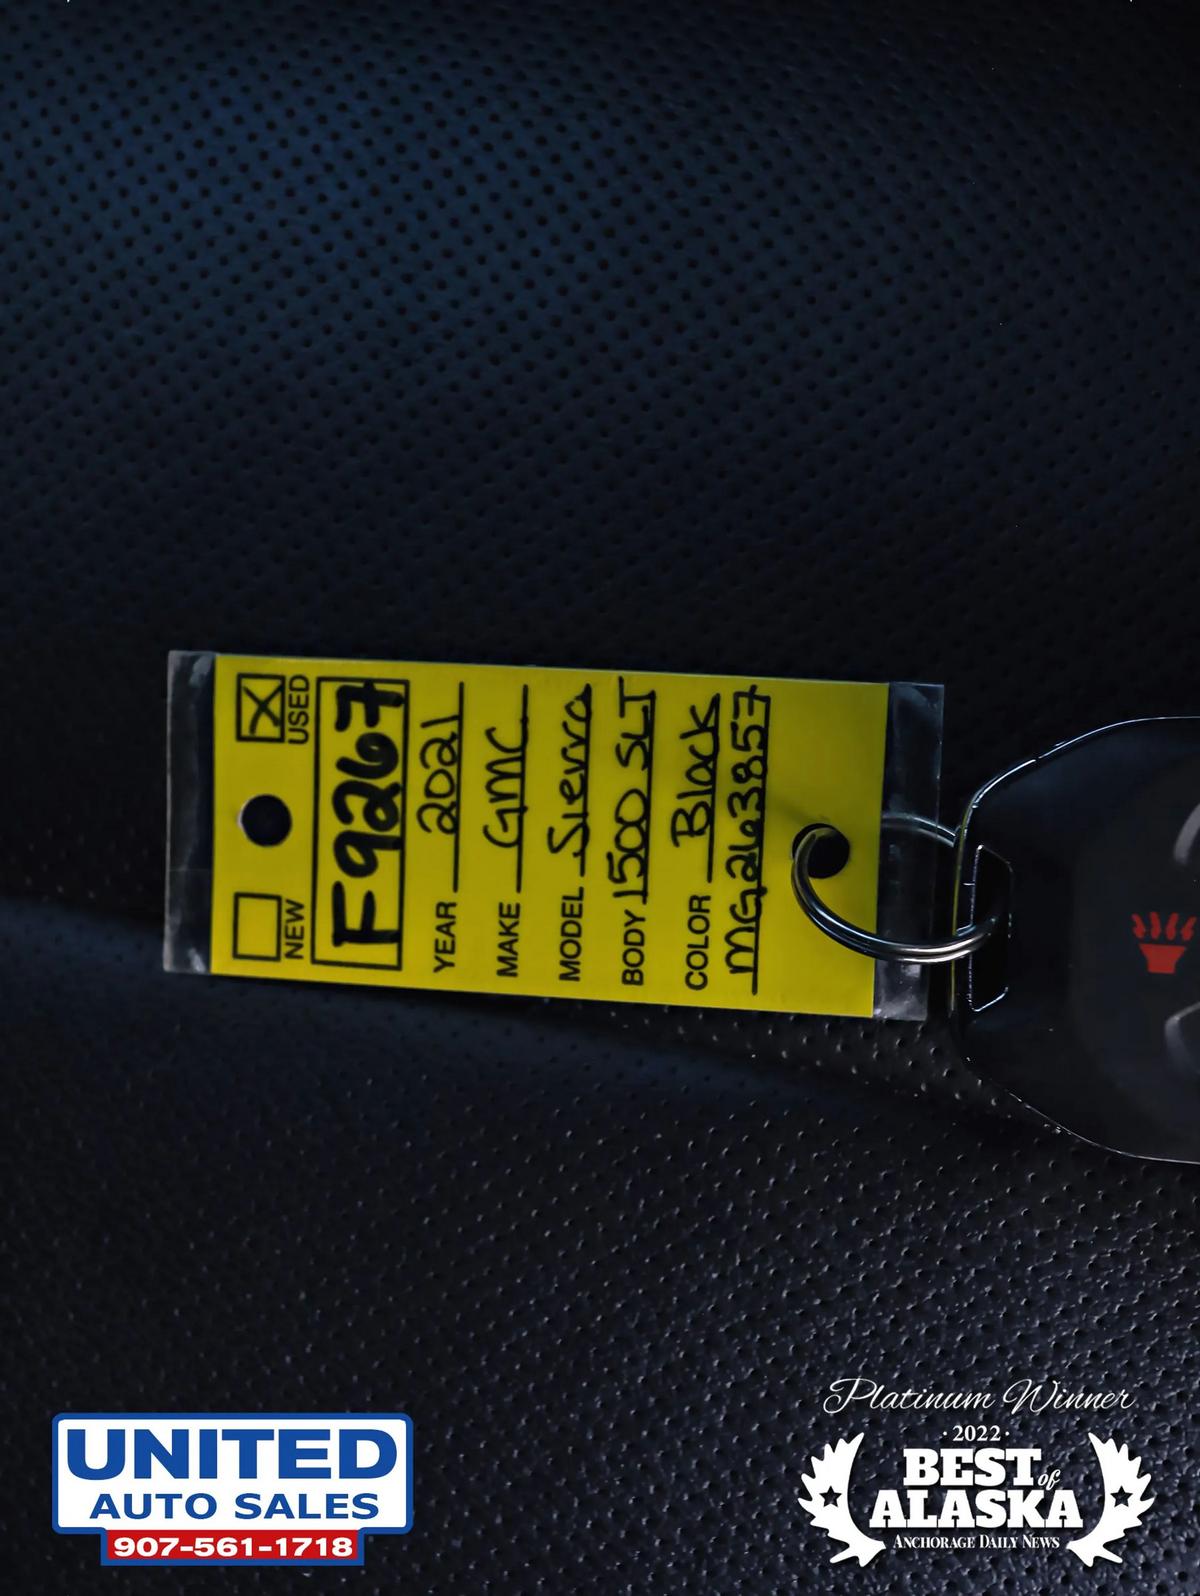 USED
NEW
F9267
YEAR 2021
MAKE GMC
MODEL Sierra
BODY 1500 SLT
COLOR Black
MG263857
UNITED
AUTO SALES
907-561-1718
Platinum Winner
·2022·
BEST of
ALASKA
ANCHORAGE DAILY NEWS